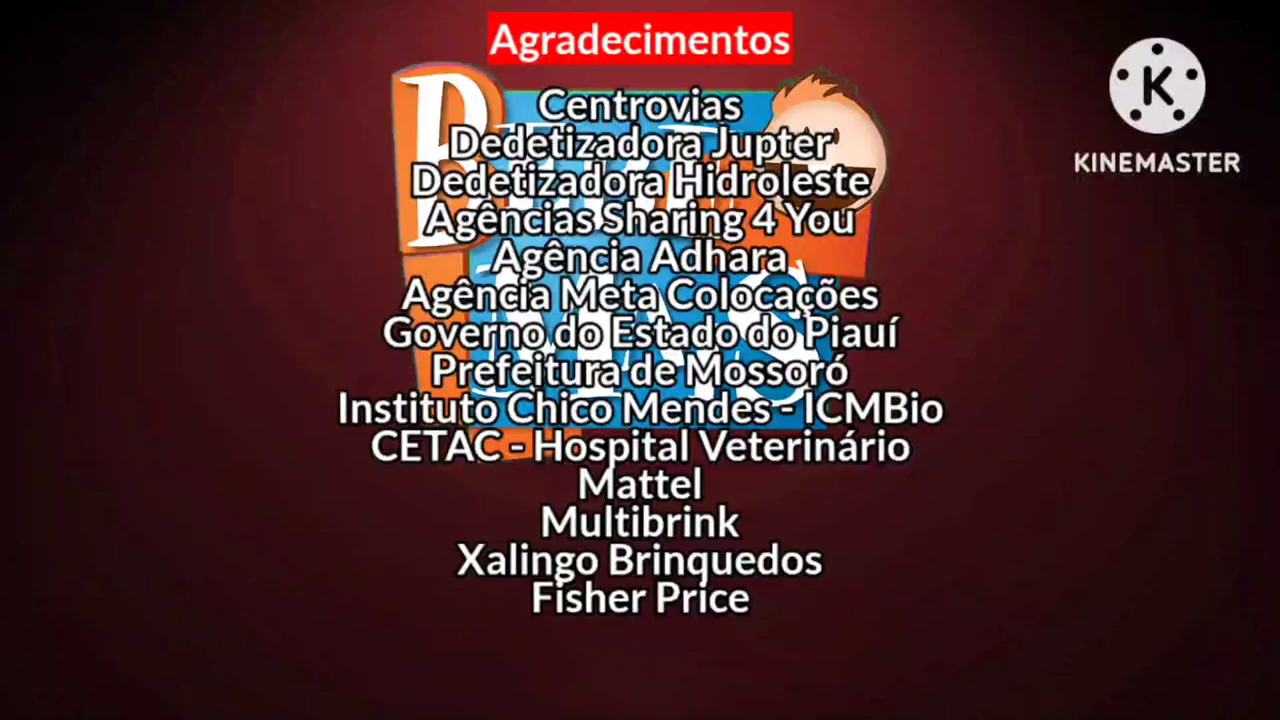 Agradecimentos
Centrovias
Dedetizadora Jupter
Dedetizadora Hidroleste
Agências Sharing 4 You
Agência Adhara
Agência Meta Colocações
Governo do Estado do Piauí
Prefeitura de Mossoró
Instituto Chico Mendes - ICMBio
CETAC - Hospital Veterinário
Mattel
Multibrink
Xalingo Brinquedos
Fisher Price
K
KINEMASTER